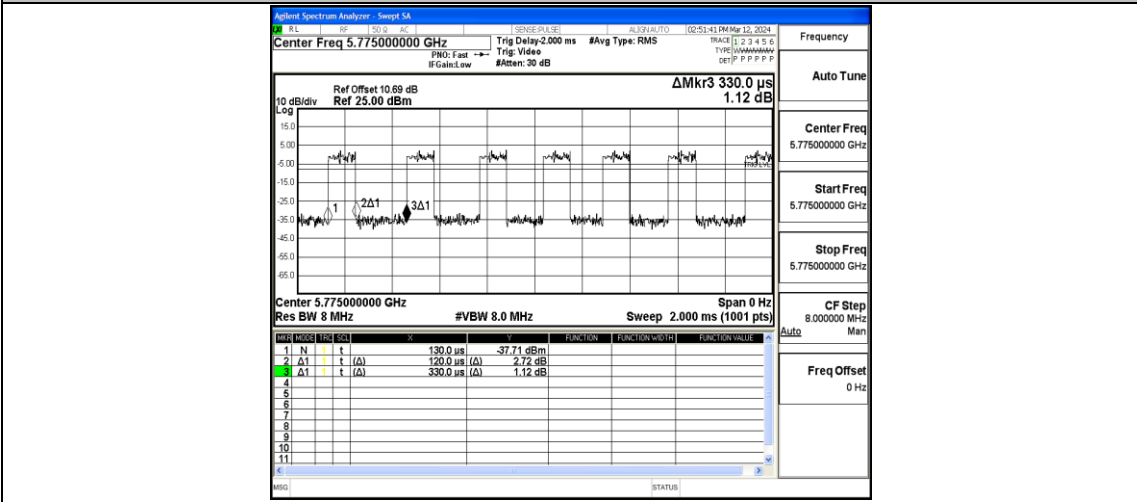 Agilent Spectrum Analyzer - Swept SA
RL RF 50 Ω AC SENSE:PULSE ALIGN AUTO 02:51:41 PM Mar 12, 2024
Center Freq 5.775000000 GHz
PNO: Fast
IFGain:Low
Trig Delay-2.000 ms
Trig: Video
#Atten: 30 dB
#Avg Type: RMS
TRACE 1 2 3 4 5 6
TYPE
DET P P P P P P
ΔMkr3 330.0 µs
1.12 dB
Ref Offset 10.69 dB
10 dB/div Ref 25.00 dBm
Log
15.0
5.00
-5.00
-15.0
-25.0
-35.0
-45.0
-55.0
-65.0
1
2Δ1
3Δ1
TRIG LVL
Center 5.775000000 GHz Span 0 Hz
Res BW 8 MHz #VBW 8.0 MHz Sweep 2.000 ms (1001 pts)
MKR MODE TRC SCL X Y FUNCTION FUNCTION WIDTH FUNCTION VALUE
1 N 1 t 130.0 µs -37.71 dBm
2 Δ1 1 t (Δ) 120.0 µs (Δ) 2.72 dB
3 Δ1 1 t (Δ) 330.0 µs (Δ) 1.12 dB
4
5
6
7
8
9
10
11
MSG STATUS
Frequency
Auto Tune
Center Freq
5.775000000 GHz
Start Freq
5.775000000 GHz
Stop Freq
5.775000000 GHz
CF Step
8.000000 MHz
Auto Man
Freq Offset
0 Hz